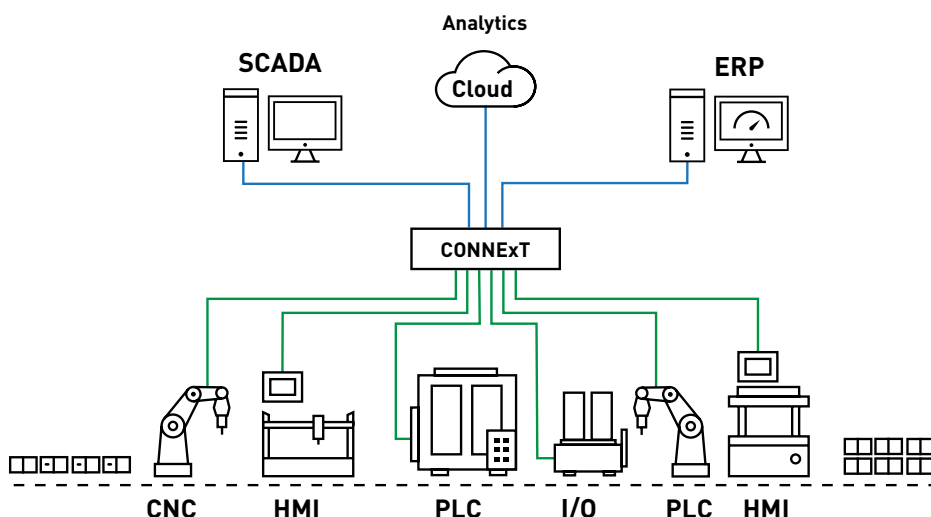 Analytics
SCADA
Cloud
ERP
CONNExT
CNC
HMI
PLC
I/O
PLC
HMI